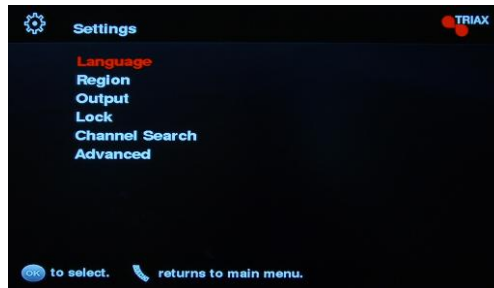 Settings
TRIAX
Language
Region
Output
Lock
Channel Search
Advanced
OK to select. returns to main menu.